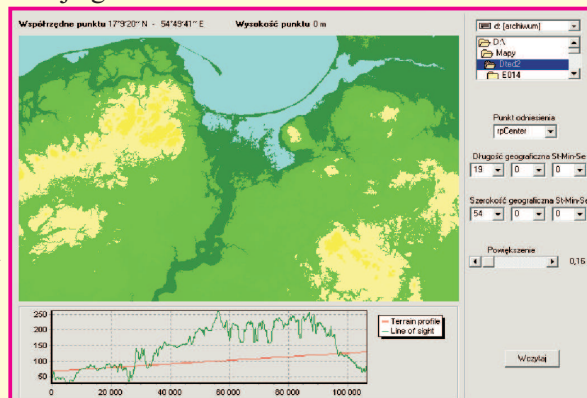 Współrzędne punktu 17°9'20" N - 54°49'41" E Wysokość punktu 0 m
d: [archiwum]
D:\
Mapy
Dted2
E014
Punkt odniesienia
rpCenter
Długość geograficzna St-Min-Se
19 0 0
Szerokość geograficzna St-Min-Se
54 0 0
Powiększenie
0,16
Wczytaj
250
200
150
100
50
0 20 000 40 000 60 000 80 000 100 000
Terrain profile
Line of sight